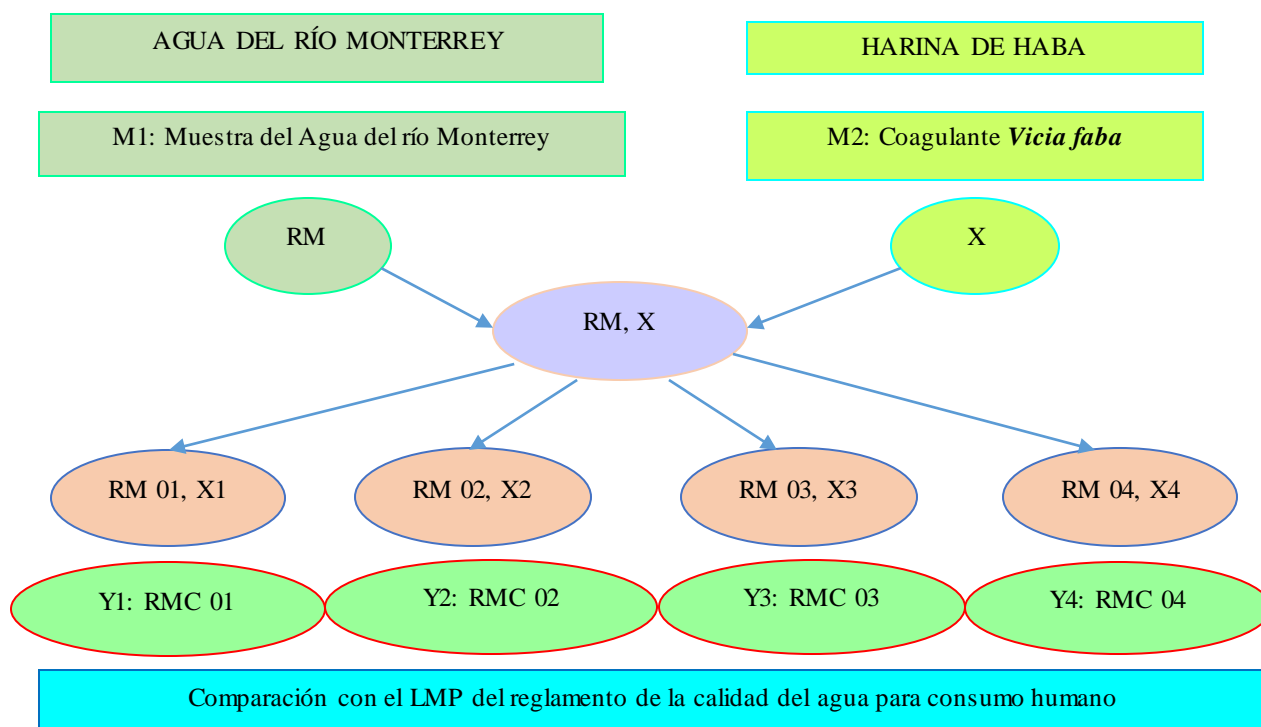 AGUA DEL RÍO MONTERREY
HARINA DE HABA
M1: Muestra del Agua del río Monterrey
M2: Coagulante Vicia faba
RM
X
RM, X
RM 01, X1
RM 02, X2
RM 03, X3
RM 04, X4
Y1: RMC 01
Y2: RMC 02
Y3: RMC 03
Y4: RMC 04
Comparación con el LMP del reglamento de la calidad del agua para consumo humano